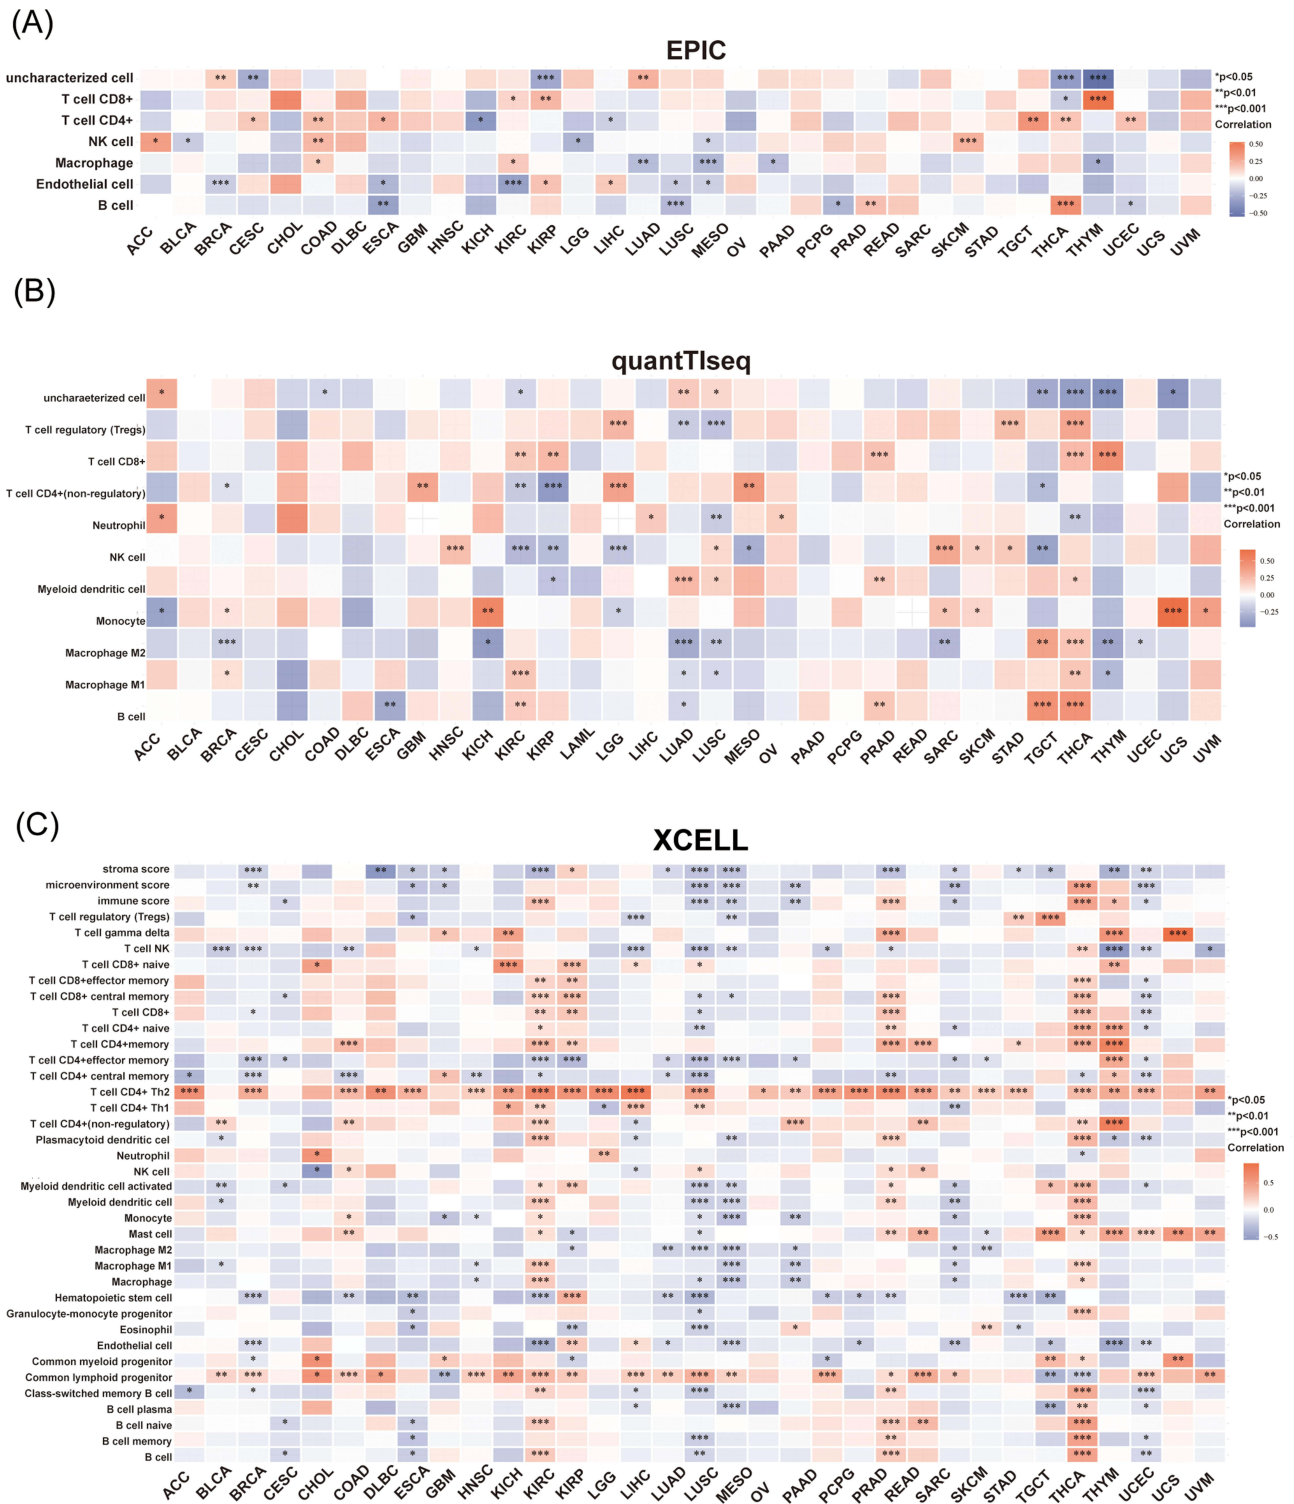 (A)
EPIC
uncharacterized cell
T cell CD8+
T cell CD4+
NK cell
Macrophage
Endothelial cell
B cell
*p<0.05
**p<0.01
***p<0.001
Correlation
0.50
0.25
0.00
−0.25
−0.50
ACC BLCA BRCA CESC CHOL COAD DLBC ESCA GBM HNSC KICH KIRC KIRP LGG LIHC LUAD LUSC MESO OV PAAD PCPG PRAD READ SARC SKCM STAD TGCT THCA THYM UCEC UCS UVM
(B)
quantTIseq
uncharaeterized cell
T cell regulatory (Tregs)
T cell CD8+
T cell CD4+(non-regulatory)
Neutrophil
NK cell
Myeloid dendritic cell
Monocyte
Macrophage M2
Macrophage M1
B cell
*p<0.05
**p<0.01
***p<0.001
Correlation
0.50
0.25
0.00
−0.25
ACC BLCA BRCA CESC CHOL COAD DLBC ESCA GBM HNSC KICH KIRC KIRP LAML LGG LIHC LUAD LUSC MESO OV PAAD PCPG PRAD READ SARC SKCM STAD TGCT THCA THYM UCEC UCS UVM
(C)
XCELL
stroma score
microenvironment score
immune score
T cell regulatory (Tregs)
T cell gamma delta
T cell NK
T cell CD8+ naive
T cell CD8+effector memory
T cell CD8+ central memory
T cell CD8+
T cell CD4+ naive
T cell CD4+memory
T cell CD4+effector memory
T cell CD4+ central memory
T cell CD4+ Th2
T cell CD4+ Th1
T cell CD4+(non-regulatory)
Plasmacytoid dendritic cel
Neutrophil
NK cell
Myeloid dendritic cell activated
Myeloid dendritic cell
Monocyte
Mast cell
Macrophage M2
Macrophage M1
Macrophage
Hematopoietic stem cell
Granulocyte-monocyte progenitor
Eosinophil
Endothelial cell
Common myeloid progenitor
Common lymphoid progenitor
Class-switched memory B cell
B cell plasma
B cell naive
B cell memory
B cell
*p<0.05
**p<0.01
***p<0.001
Correlation
0.5
0.0
−0.5
ACC BLCA BRCA CESC CHOL COAD DLBC ESCA GBM HNSC KICH KIRC KIRP LGG LIHC LUAD LUSC MESO OV PAAD PCPG PRAD READ SARC SKCM STAD TGCT THCA THYM UCEC UCS UVM